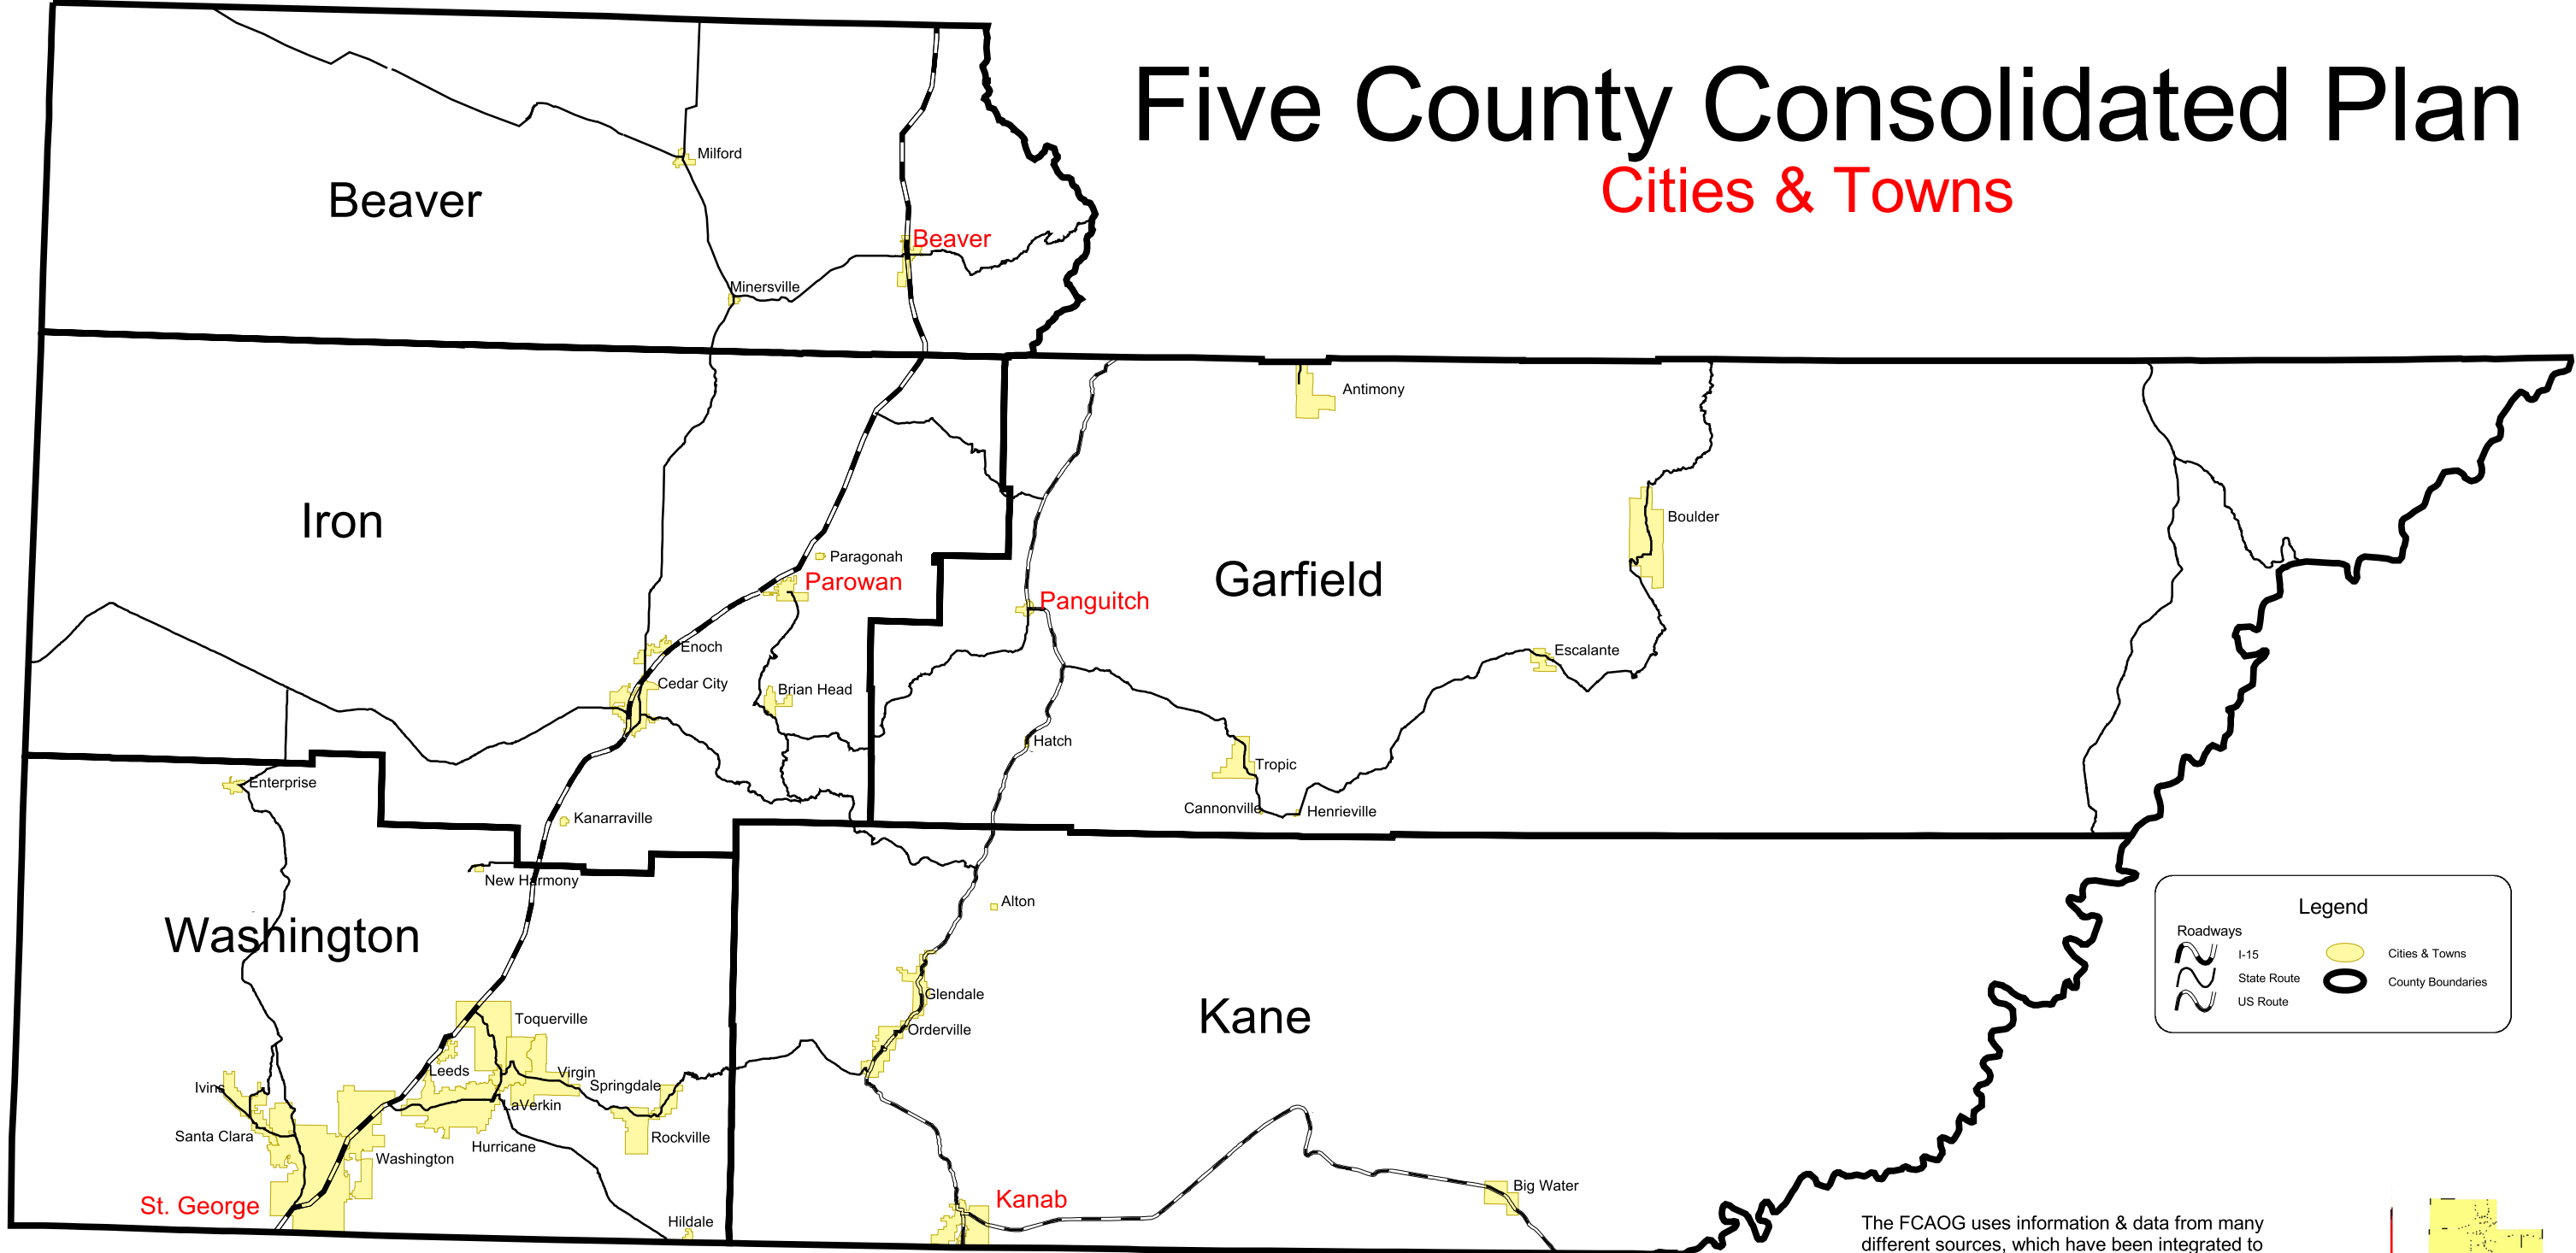 Five County Consolidated Plan
Cities & Towns
Milford
Beaver
Beaver
Minersville
Antimony
Iron
Boulder
Paragonah
Parowan
Garfield
Panguitch
Enoch
Escalante
Cedar City
Brian Head
Hatch
Tropic
Enterprise
Cannonville
Henrieville
Kanarraville
New Harmony
Alton
Washington
Glendale
Kane
Toquerville
Orderville
Leeds
Virgin
Springdale
Ivins
LaVerkin
Santa Clara
Rockville
Hurricane
Washington
St. George
Kanab
Big Water
Hildale
Legend
Roadways
I-15
State Route
US Route
Cities & Towns
County Boundaries
The FCAOG uses information & data from many
different sources, which have been integrated to